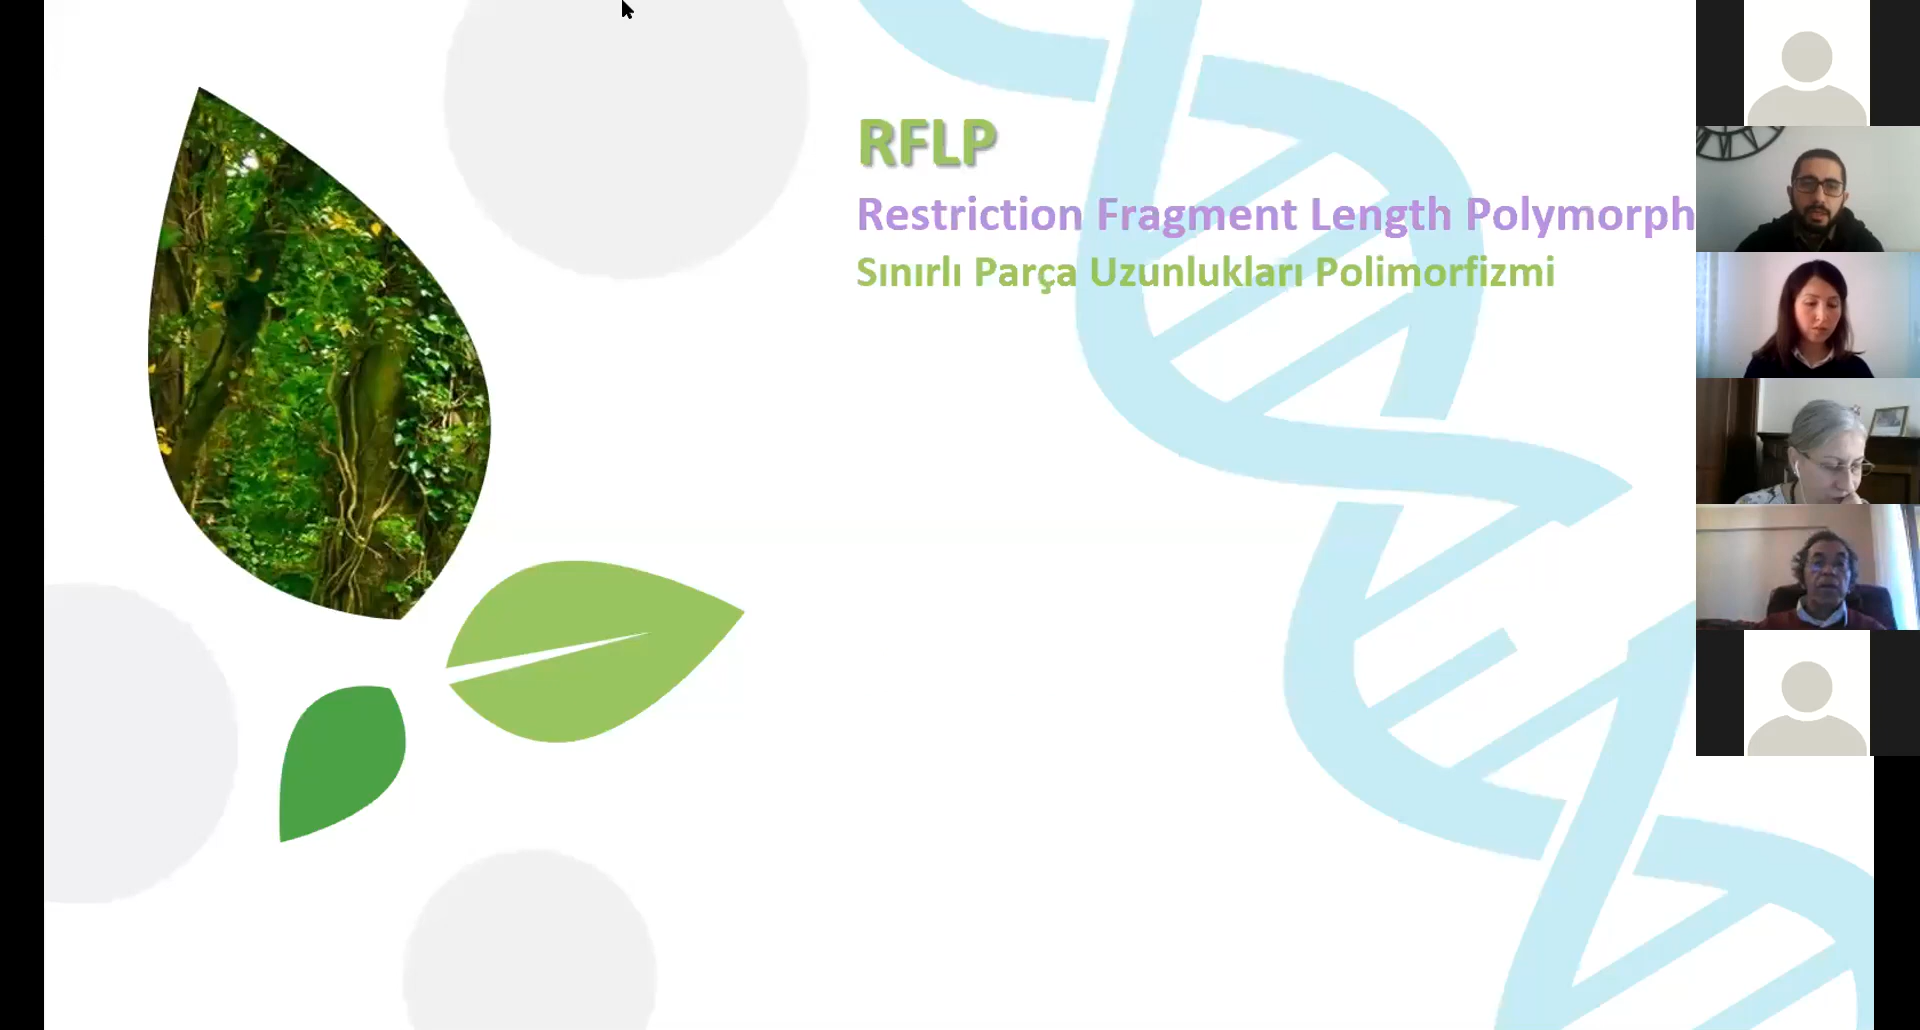 RFLP
Restriction Fragment Length Polymorph
Sınırlı Parça Uzunlukları Polimorfizmi